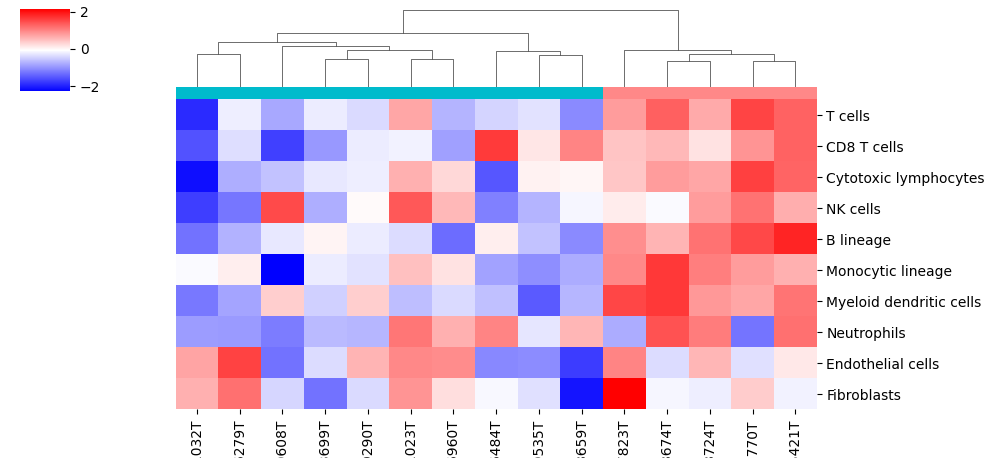 2
0
−2
T cells
CD8 T cells
Cytotoxic lymphocytes
NK cells
B lineage
Monocytic lineage
Myeloid dendritic cells
Neutrophils
Endothelial cells
Fibroblasts
032T
279T
608T
699T
290T
023T
960T
484T
535T
659T
823T
674T
724T
770T
421T